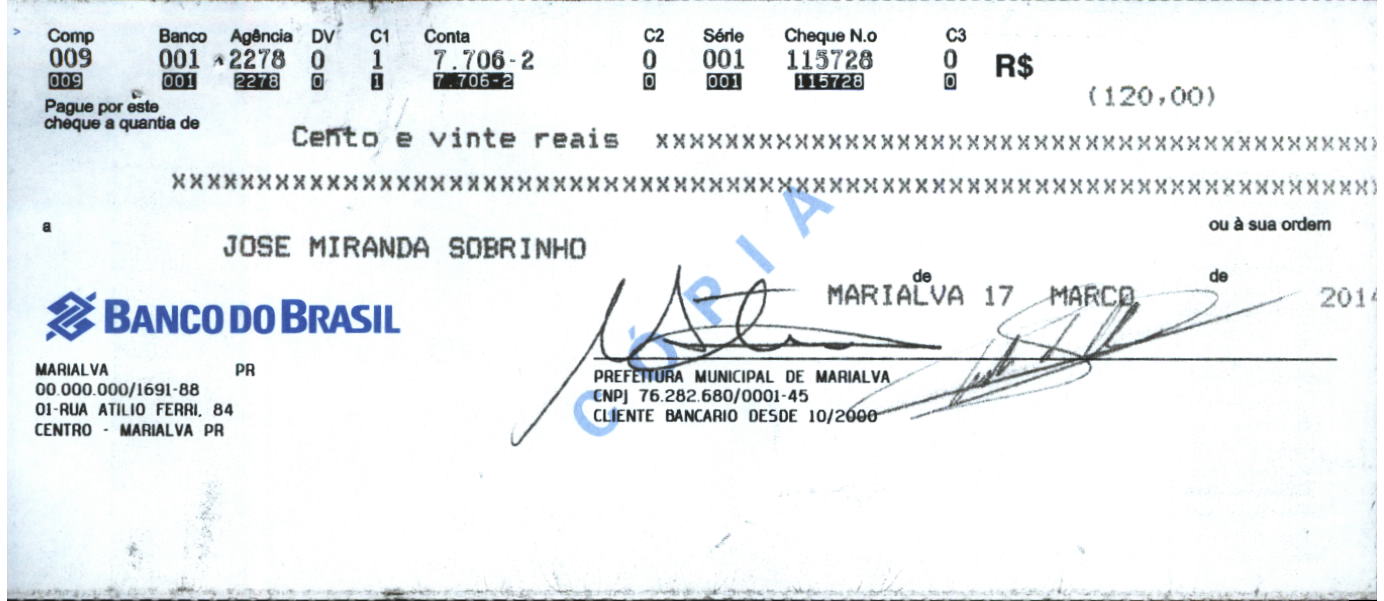 Comp Banco Agência DV C1 Conta C2 Série Cheque N.o C3
009 001 2278 0 1 7.706-2 0 001 115728 0 R$
009 001 2278 0 1 7.706-2 0 001 115728 0
(120,00)
Pague por este
cheque a quantia de
Cento e vinte reais xxxxxxxxxxxxxxxxxxxxxxxxxxxxxxxxxxxxxxxxxx
xxxxxxxxxxxxxxxxxxxxxxxxxxxxxxxxxxxxxxxxxxxxxxxxxxxxxxxxxxxxxxxxxxxxxx
a ou à sua ordem
JOSE MIRANDA SOBRINHO
de de
MARIALVA 17 MARCO 2014
BANCO DO BRASIL
CÓPIA
MARIALVA PR
00.000.000/1691-88
01-RUA ATILIO FERRI, 84
CENTRO - MARIALVA PR
PREFEITURA MUNICIPAL DE MARIALVA
CNPJ 76.282.680/0001-45
CLIENTE BANCARIO DESDE 10/2000